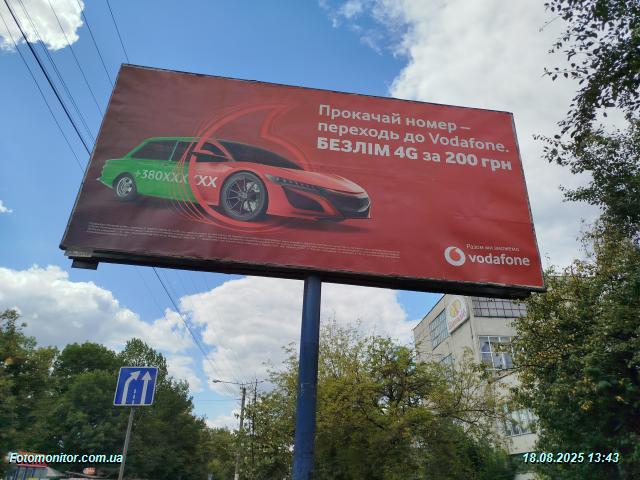 Прокачай номер –
переходь до Vodafone.
БЕЗЛІМ 4G за 200 грн
+380XXX XX
Разом ми можемо
vodafone
Fotomonitor.com.ua
18.08.2025 13:43